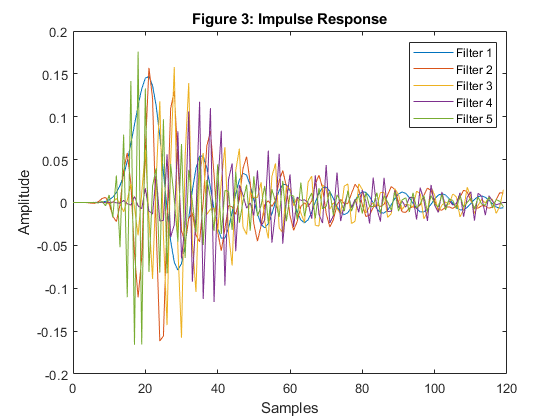 Figure 3: Impulse Response
0.2
0.15
0.1
0.05
0
-0.05
-0.1
-0.15
-0.2
Amplitude
0 20 40 60 80 100 120
Samples
Filter 1
Filter 2
Filter 3
Filter 4
Filter 5